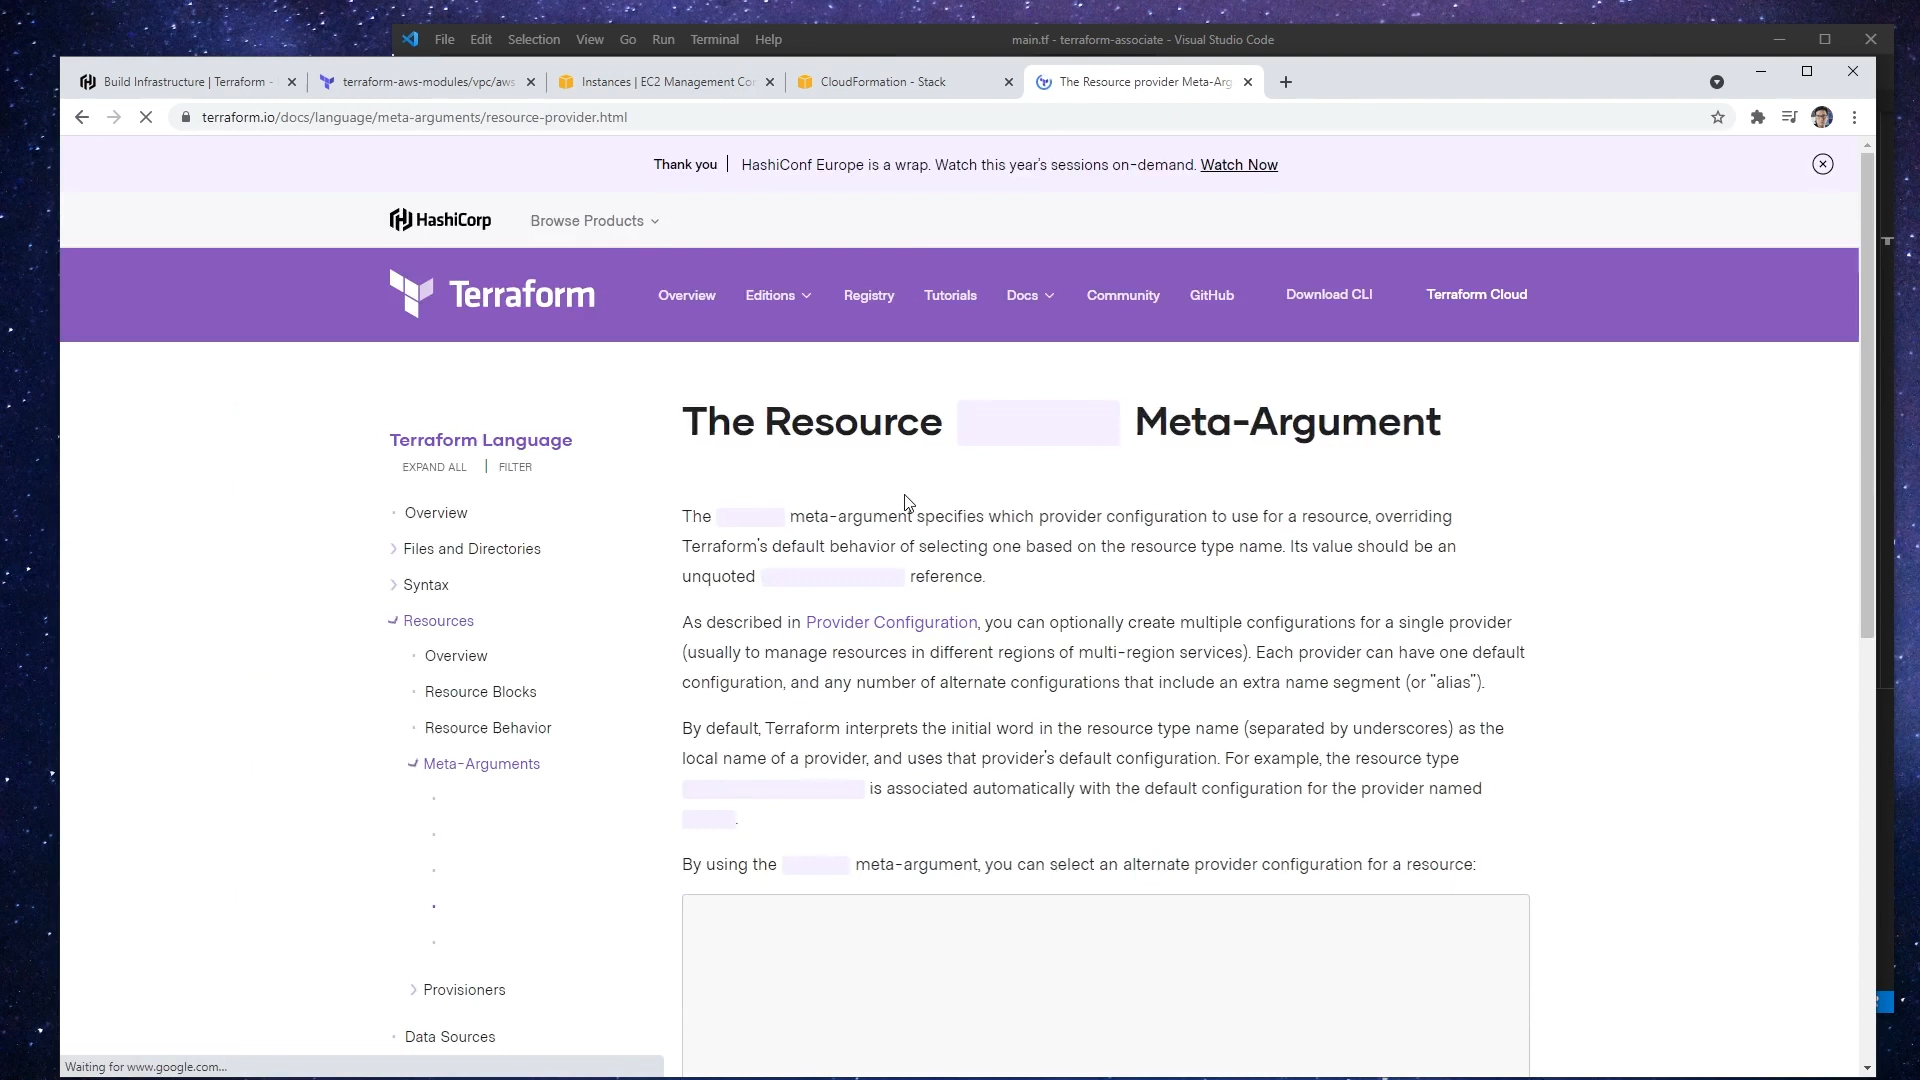 File Edit Selection View Go Run Terminal Help
main.tf - terraform-associate - Visual Studio Code
Build Infrastructure | Terraform -
terraform-aws-modules/vpc/aws
Instances | EC2 Management Co
CloudFormation - Stack
The Resource provider Meta-Arg
terraform.io/docs/language/meta-arguments/resource-provider.html
Thank you | HashiConf Europe is a wrap. Watch this year's sessions on-demand. Watch Now
HashiCorp Browse Products
Terraform Overview Editions Registry Tutorials Docs Community GitHub Download CLI Terraform Cloud
Terraform Language
EXPAND ALL | FILTER
Overview
Files and Directories
Syntax
Resources
Overview
Resource Blocks
Resource Behavior
Meta-Arguments
Provisioners
Data Sources
The Resource Meta-Argument
The meta-argument specifies which provider configuration to use for a resource, overriding
Terraform's default behavior of selecting one based on the resource type name. Its value should be an
unquoted reference.
As described in Provider Configuration, you can optionally create multiple configurations for a single provider
(usually to manage resources in different regions of multi-region services). Each provider can have one default
configuration, and any number of alternate configurations that include an extra name segment (or "alias").
By default, Terraform interprets the initial word in the resource type name (separated by underscores) as the
local name of a provider, and uses that provider's default configuration. For example, the resource type
is associated automatically with the default configuration for the provider named
.
By using the meta-argument, you can select an alternate provider configuration for a resource:
Waiting for www.google.com...